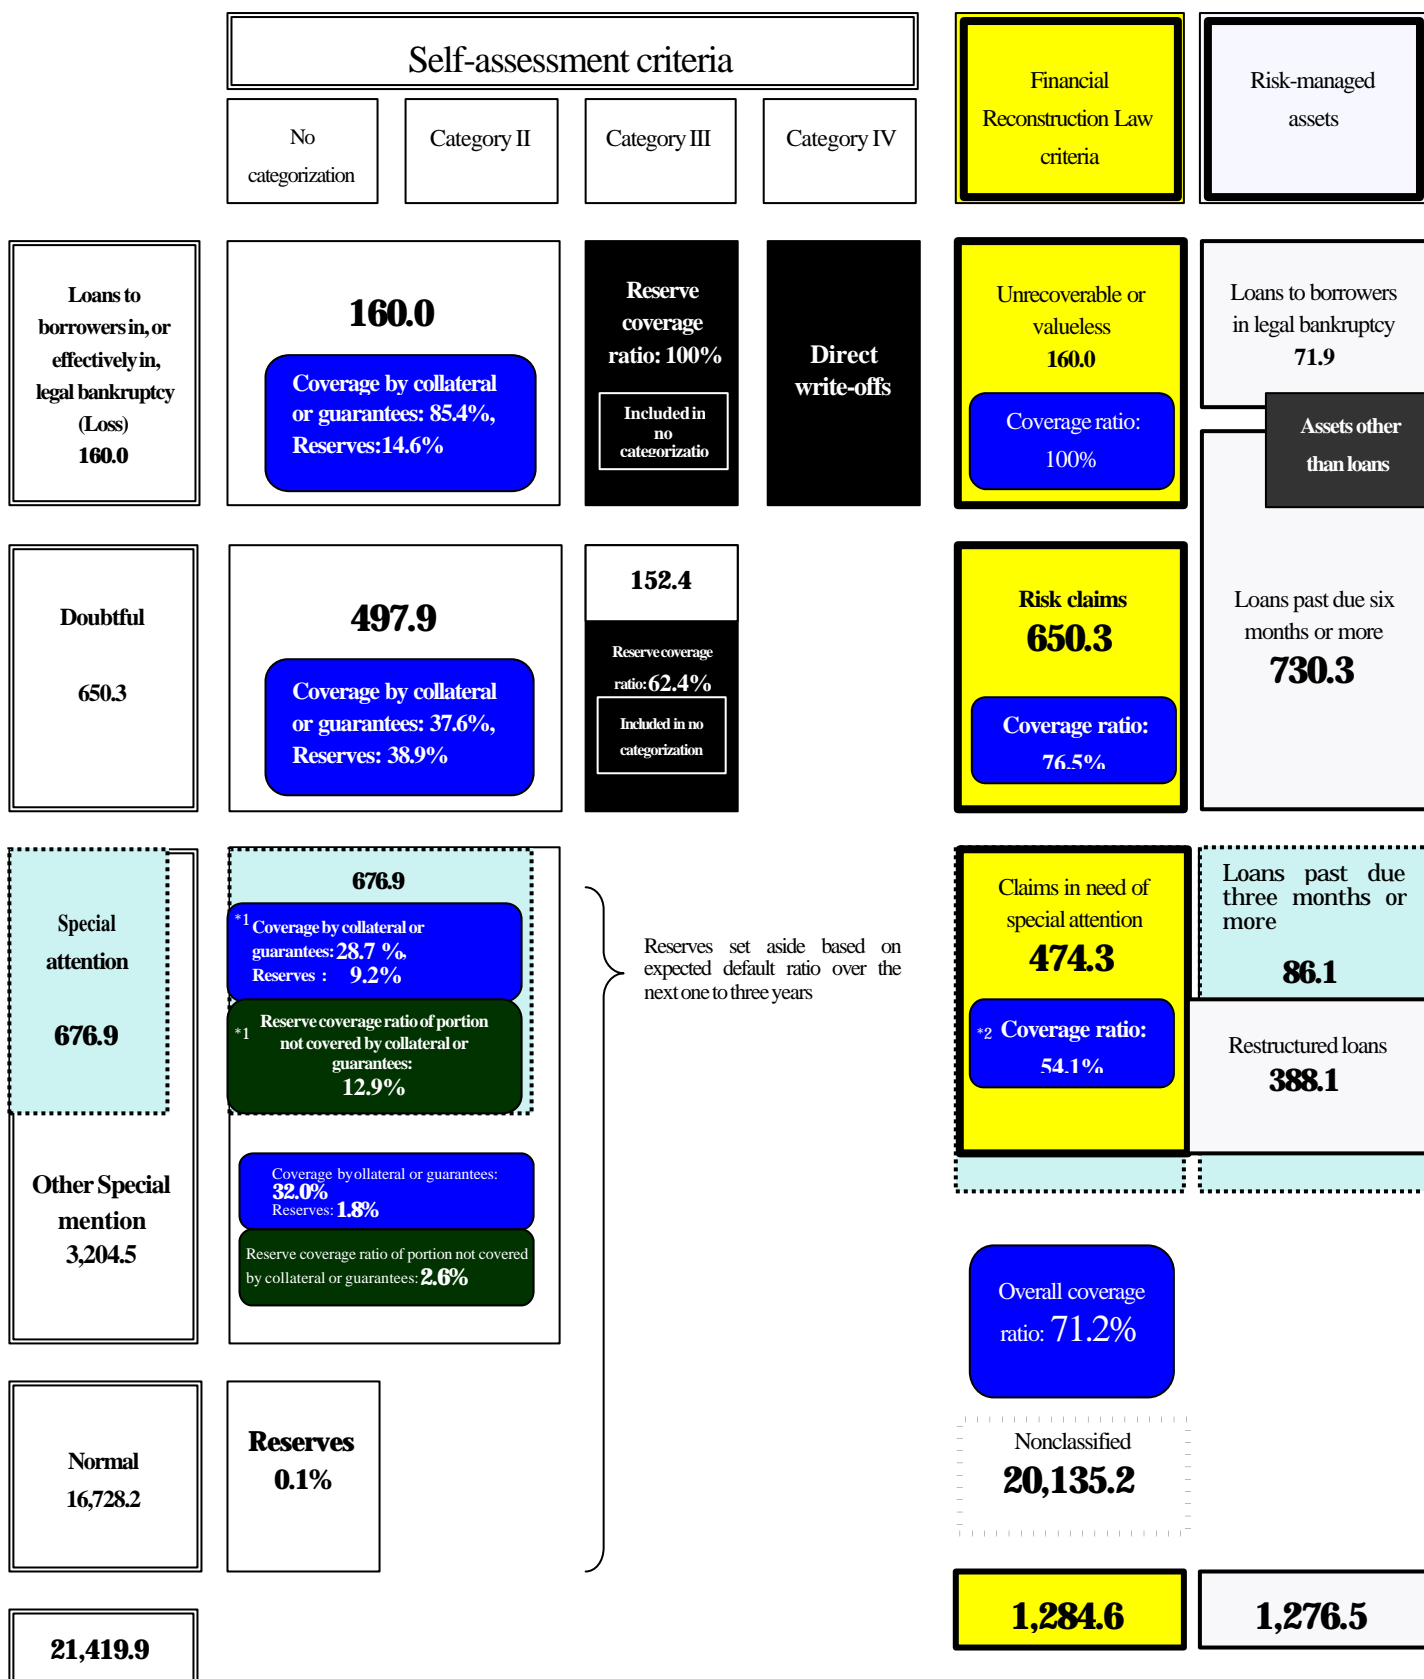 Self-assessment criteria
No
categorization
Category II
Category III
Category IV
Financial
Reconstruction Law
criteria
Risk-managed
assets
Loans to
borrowers in, or
effectively in,
legal bankruptcy
(Loss)
160.0
160.0
Coverage by collateral
or guarantees: 85.4%,
Reserves:14.6%
Reserve
coverage
ratio: 100%
Included in
no
categorizatio
Direct
write-offs
Unrecoverable or
valueless
160.0
Coverage ratio:
100%
Loans to borrowers
in legal bankruptcy
71.9
Assets other
than loans
Doubtful
650.3
497.9
Coverage by collateral
or guarantees: 37.6%,
Reserves: 38.9%
152.4
Reserve coverage
ratio: 62.4%
Included in no
categorization
Risk claims
650.3
Coverage ratio:
76.5%
Loans past due six
months or more
730.3
Special
attention
676.9
676.9
*1 Coverage by collateral or
guarantees: 28.7 %,
Reserves : 9.2%
*1 Reserve coverage ratio of portion
not covered by collateral or
guarantees:
12.9%
Reserves set aside based on
expected default ratio over the
next one to three years
Claims in need of
special attention
474.3
*2 Coverage ratio:
54.1%
Loans past due
three months or
more
86.1
Restructured loans
388.1
Other Special
mention
3,204.5
Coverage byollateral or guarantees:
32.0%
Reserves: 1.8%
Reserve coverage ratio of portion not covered
by collateral or guarantees: 2.6%
Overall coverage
ratio: 71.2%
Normal
16,728.2
Reserves
0.1%
Nonclassified
20,135.2
21,419.9
1,284.6
1,276.5